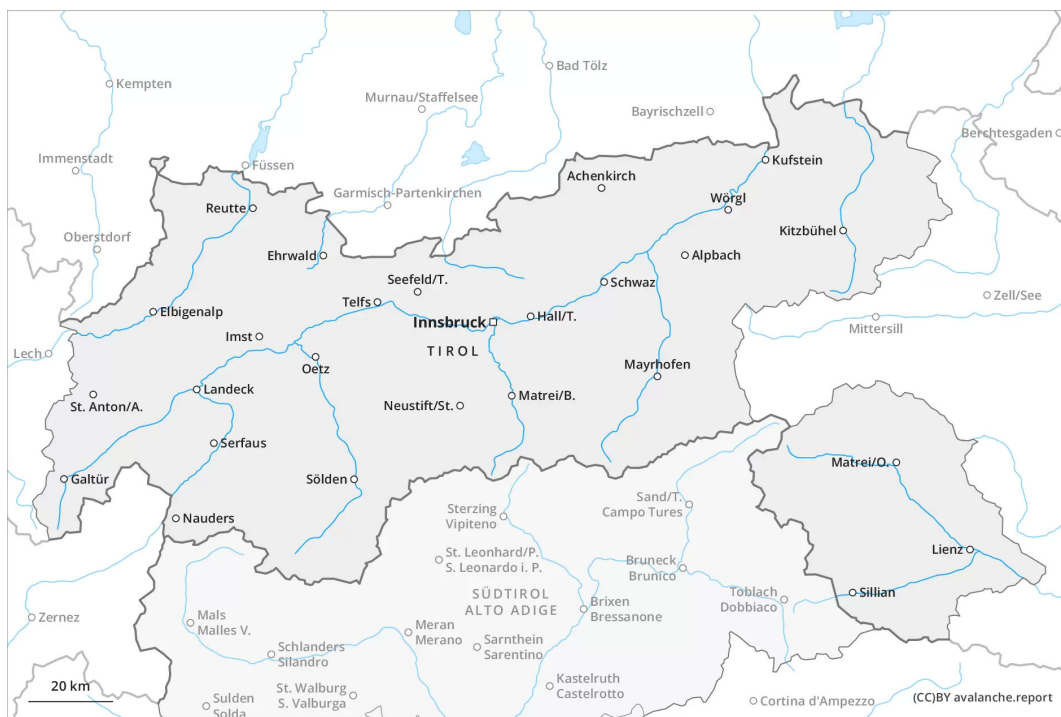 Kempten
Bad Tölz
Murnau/Staffelsee
Bayrischzell
Berchtesgaden
Immenstadt
Füssen
Kufstein
Achenkirch
Garmisch-Partenkirchen
Reutte
Wörgl
Oberstdorf
Kitzbühel
Ehrwald
Alpbach
Seefeld/T.
Schwaz
Zell/See
Telfs
Elbigenalp
Innsbruck
Hall/T.
Mittersill
Imst
Lech
TIROL
Oetz
Mayrhofen
Landeck
Matrei/B.
St. Anton/A.
Neustift/St.
Serfaus
Matrei/O.
Galtür
Sölden
Sand/T.
Campo Tures
Sterzing
Vipiteno
Nauders
Lienz
St. Leonhard/P.
S. Leonardo i. P.
Bruneck
Brunico
SÜDTIROL
ALTO ADIGE
Toblach
Dobbiaco
Sillian
Brixen
Bressanone
Zernez
Mals
Malles V.
Meran
Merano
Sarnthein
Sarentino
Schlanders
Silandro
20 km
St. Walburg
S. Valburga
Kastelruth
Castelrotto
Sulden
Solda
Cortina d'Ampezzo
(CC)BY avalanche.report